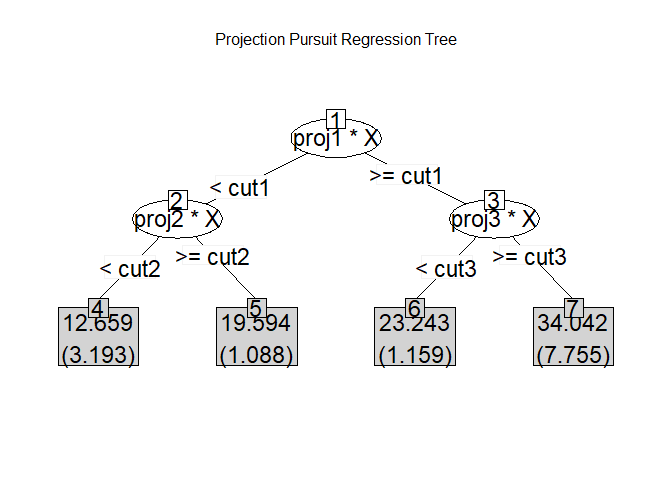 Projection Pursuit Regression Tree
1
proj1 * X
< cut1
>= cut1
2
proj2 * X
3
proj3 * X
< cut2
>= cut2
< cut3
>= cut3
4
12.659
(3.193)
5
19.594
(1.088)
6
23.243
(1.159)
7
34.042
(7.755)